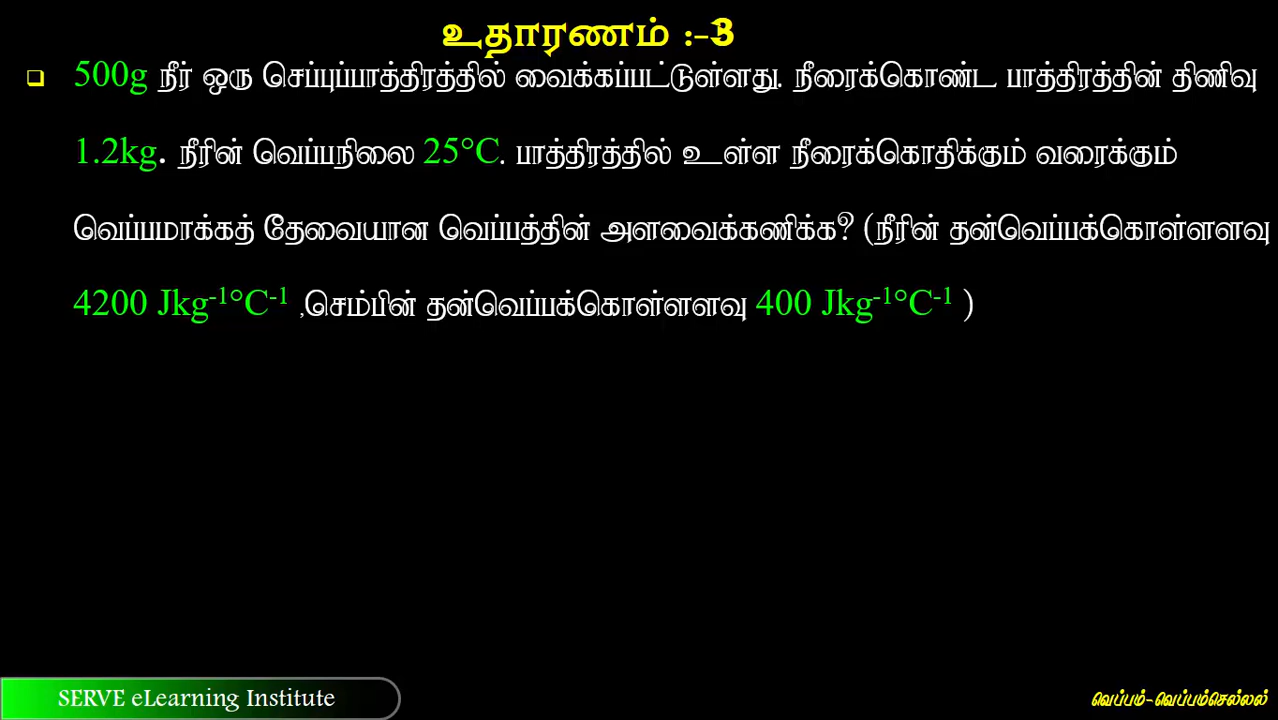 உதாரணம் :-3
500g நீர் ஒரு செப்புப்பாத்திரத்தில் வைக்கப்பட்டுள்ளது. நீரைக்கொண்ட பாத்திரத்தின் திணிவு
1.2kg. நீரின் வெப்பநிலை 25°C. பாத்திரத்தில் உள்ள நீரைக்கொதிக்கும் வரைக்கும்
வெப்பமாக்கத் தேவையான வெப்பத்தின் அளவைக்கணிக்க? (நீரின் தன்வெப்பக்கொள்ளளவு
4200 Jkg⁻¹°C⁻¹ ,செம்பின் தன்வெப்பக்கொள்ளளவு 400 Jkg⁻¹°C⁻¹ )
SERVE eLearning Institute
வெப்பம்-வெப்பம்செல்லல்